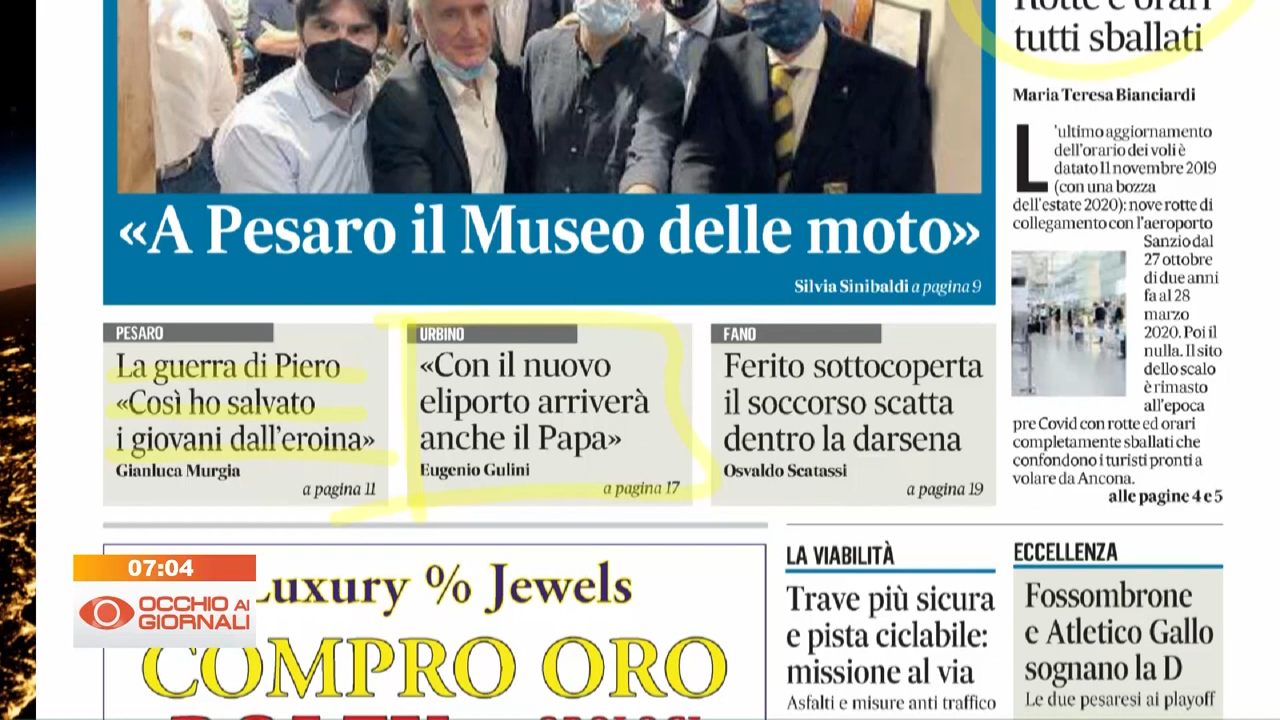 Rotte e orari
tutti sballati
Maria Teresa Bianciardi
L'ultimo aggiornamento
dell'orario dei voli è
datato 11 novembre 2019
(con una bozza
dell'estate 2020): nove rotte di
collegamento con l'aeroporto
Sanzio dal
27 ottobre
di due anni
fa al 28
marzo
2020. Poi il
nulla. Il sito
dello scalo
è rimasto
all'epoca
pre Covid con rotte ed orari
completamente sballati che
confondono i turisti pronti a
volare da Ancona.
alle pagine 4 e 5
«A Pesaro il Museo delle moto»
Silvia Sinibaldi a pagina 9
PESARO
La guerra di Piero
«Così ho salvato
i giovani dall'eroina»
Gianluca Murgia
a pagina 11
URBINO
«Con il nuovo
eliporto arriverà
anche il Papa»
Eugenio Gulini
a pagina 17
FANO
Ferito sottocoperta
il soccorso scatta
dentro la darsena
Osvaldo Scatassi
a pagina 19
Luxury % Jewels
COMPRO ORO
LA VIABILITÀ
Trave più sicura
e pista ciclabile:
missione al via
Asfalti e misure anti traffico
ECCELLENZA
Fossombrone
e Atletico Gallo
sognano la D
Le due pesaresi ai playoff
07:04
OCCHIO AI
GIORNALI